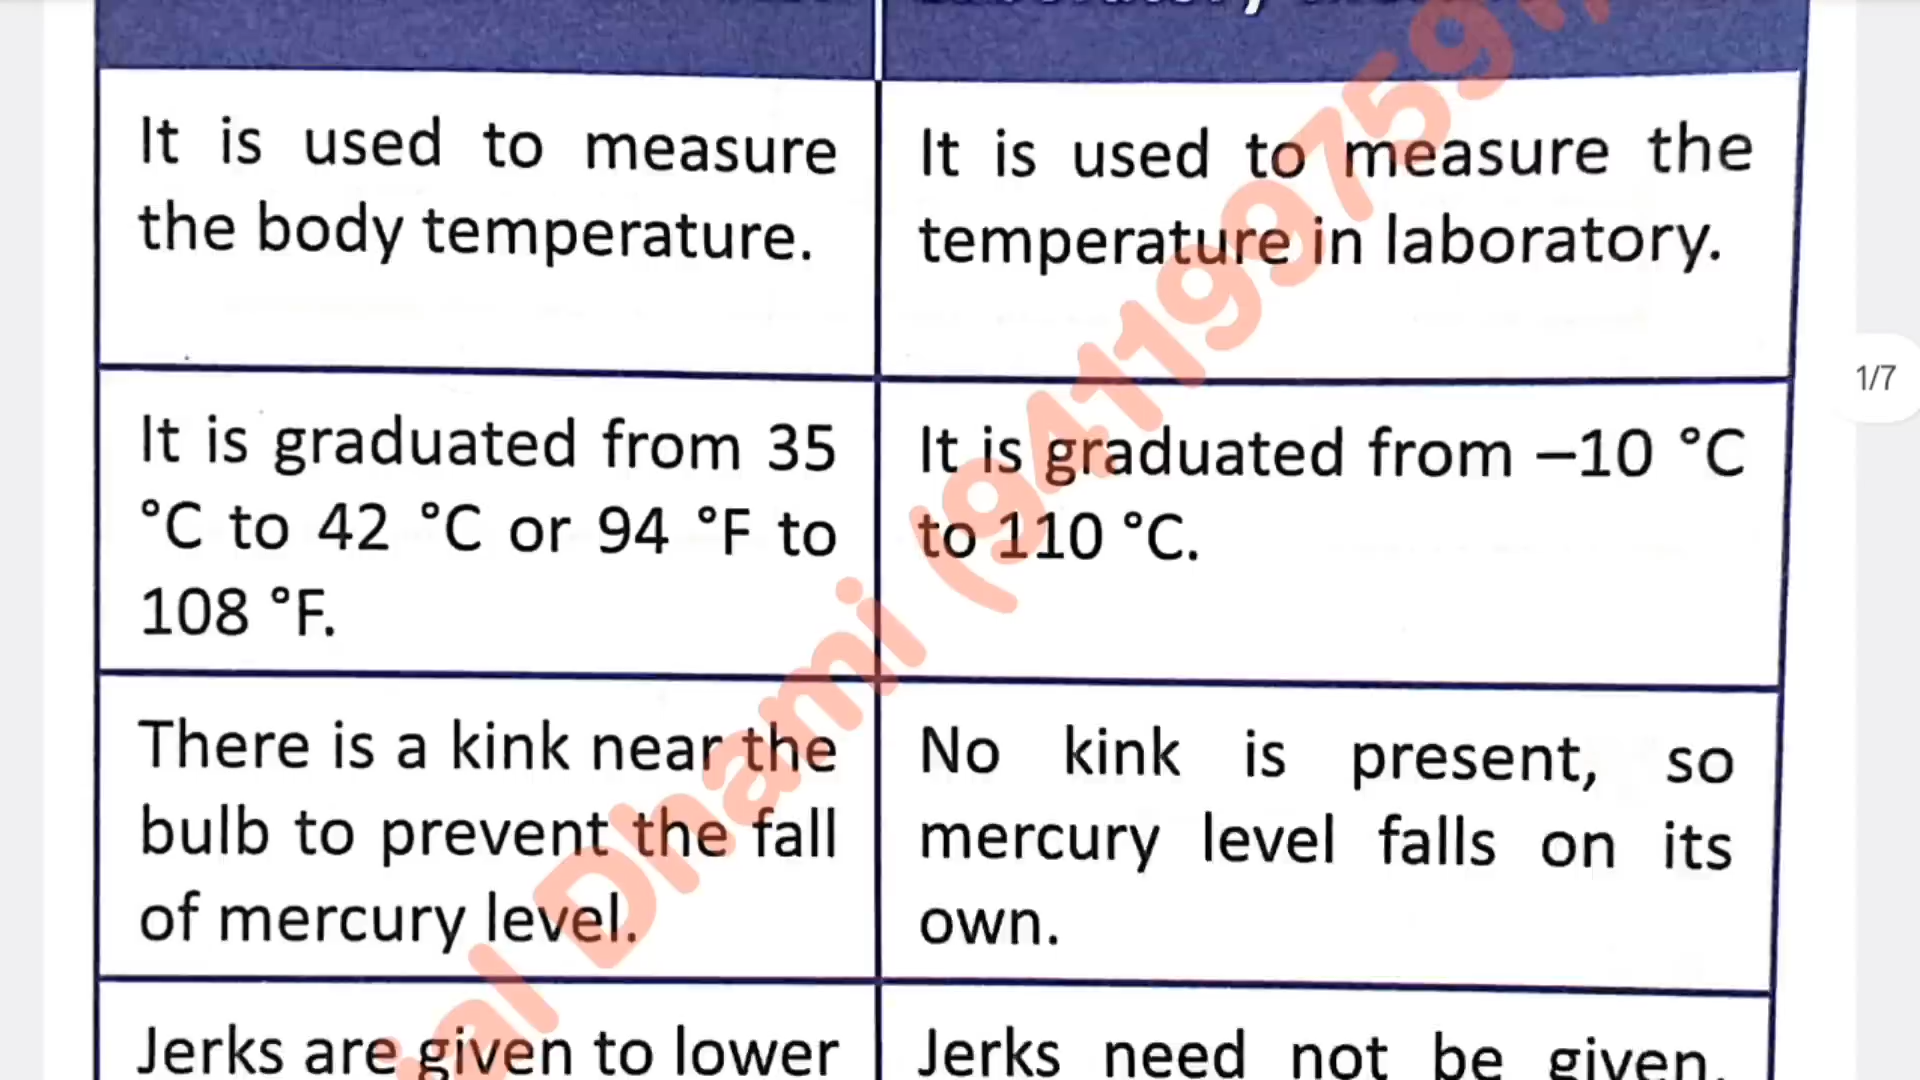 It is used to measure
the body temperature.
It is used to measure the
temperature in laboratory.
It is graduated from 35
°C to 42 °C or 94 °F to
108 °F.
It is graduated from –10 °C
to 110 °C.
There is a kink near the
bulb to prevent the fall
of mercury level.
No kink is present, so
mercury level falls on its
own.
Jerks are given to lower
Jerks need not be given.
Dhami (9411997591
1/7